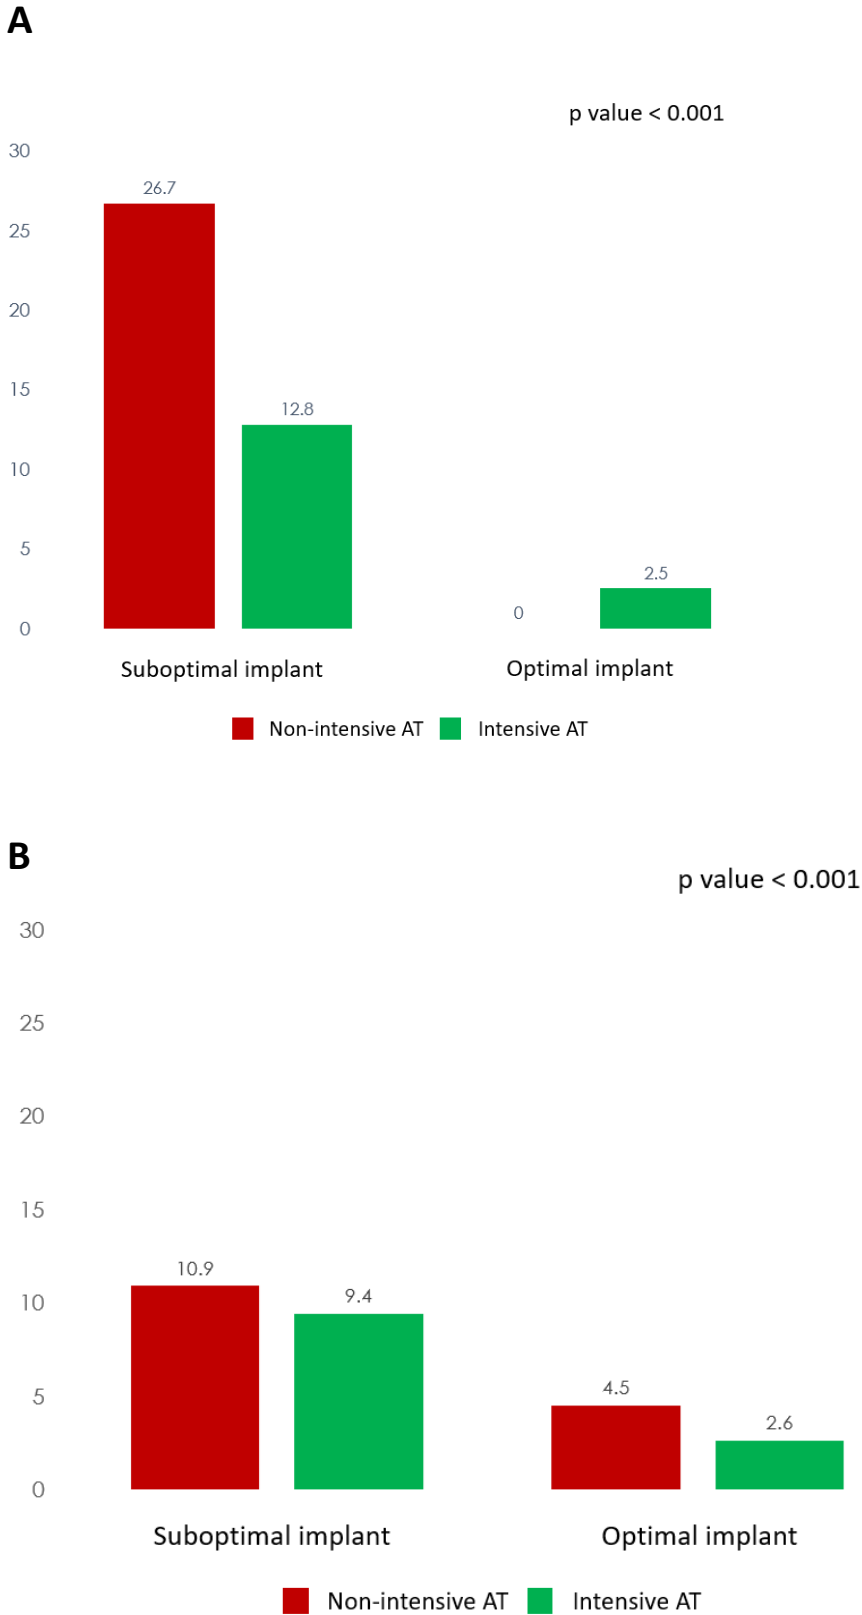 A
p value < 0.001
30
26.7
25
20
15
12.8
10
5
2.5
0
0
Suboptimal implant Optimal implant
Non-intensive AT Intensive AT
B
p value < 0.001
30
25
20
15
10.9
10
9.4
5
4.5
2.6
0
Suboptimal implant Optimal implant
Non-intensive AT Intensive AT